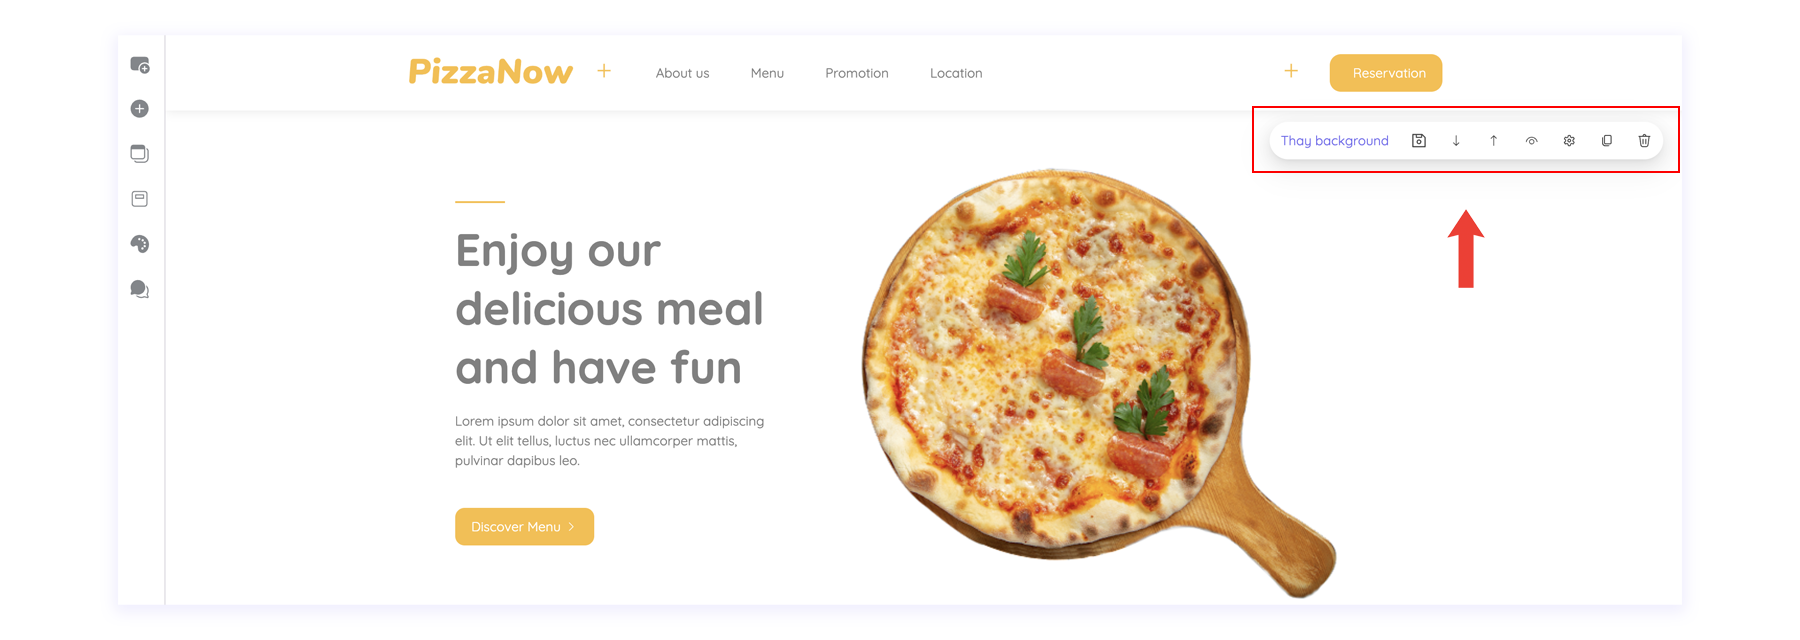 PizzaNow
About us
Menu
Promotion
Location
Reservation
Thay background
Enjoy our
delicious meal
and have fun
Lorem ipsum dolor sit amet, consectetur adipiscing
elit. Ut elit tellus, luctus nec ullamcorper mattis,
pulvinar dapibus leo.
Discover Menu